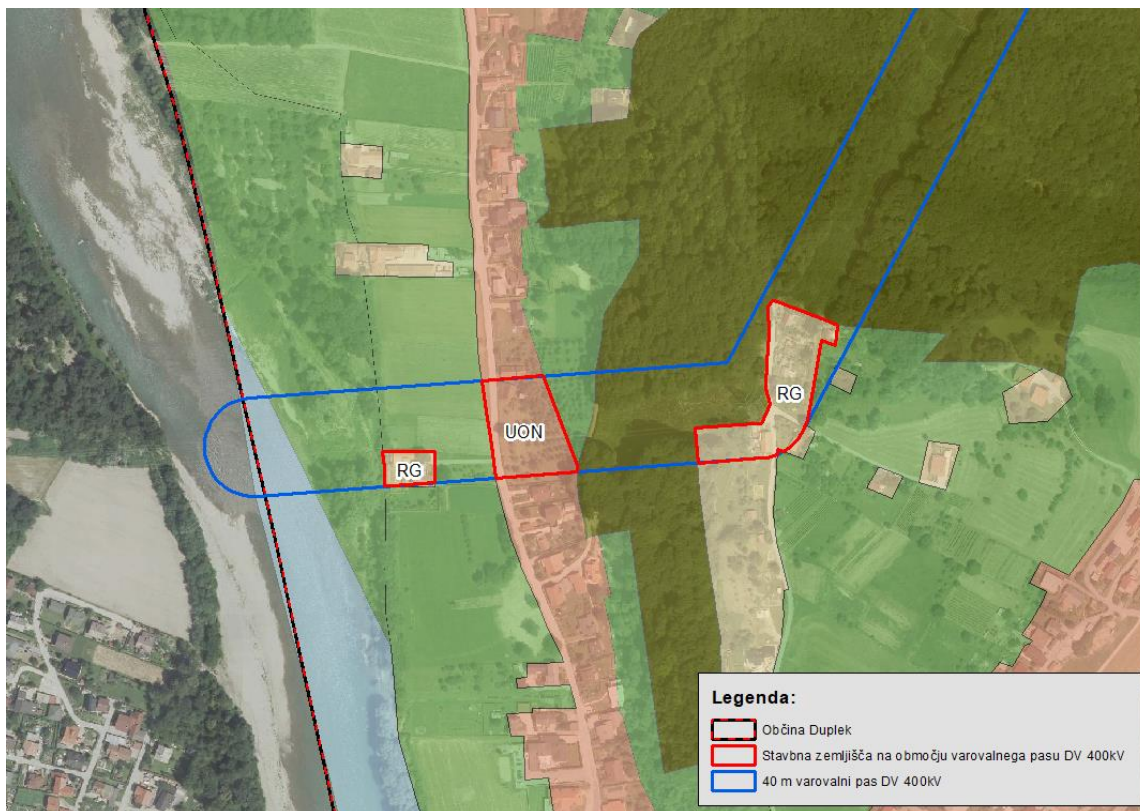 UON
RG
RG
Legenda:
Občina Duplek
Stavbna zemljišča na območju varovalnega pasu DV 400kV
40 m varovalni pas DV 400kV